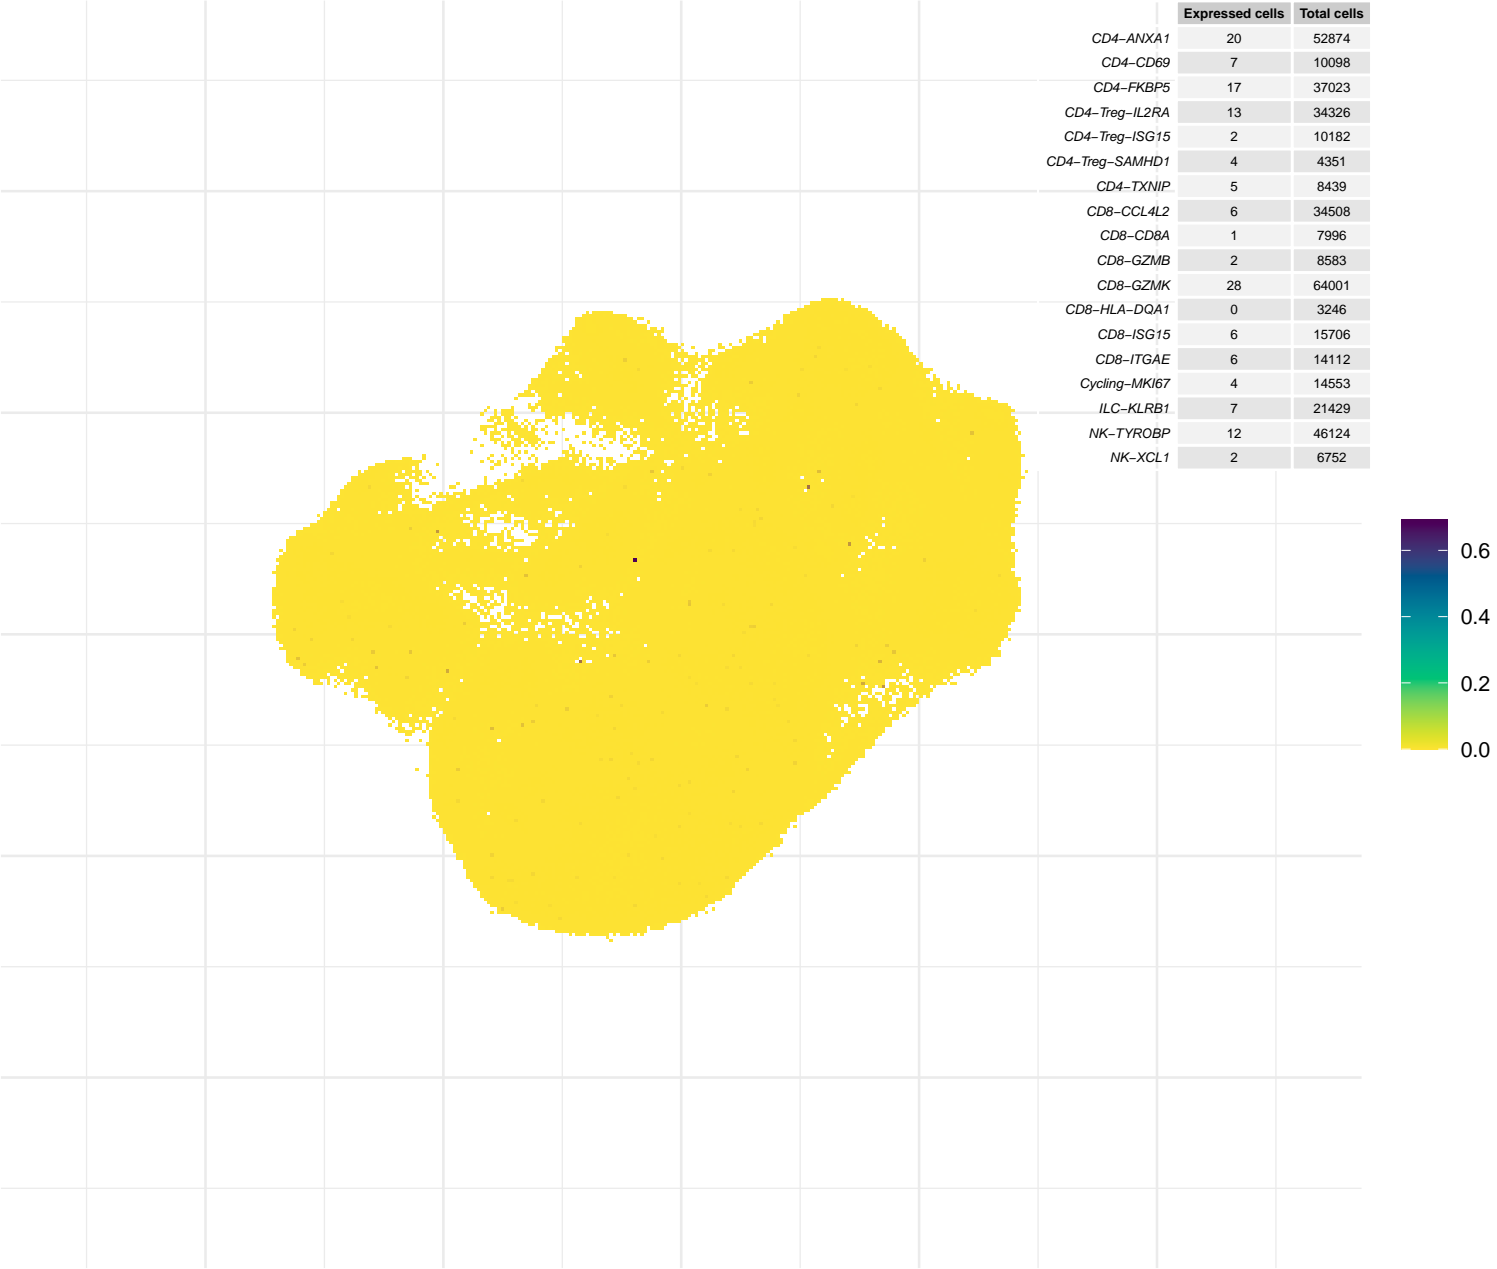 Expressed cells Total cells
CD4−ANXA1 20 52874
CD4−CD69 7 10098
CD4−FKBP5 17 37023
CD4−Treg−IL2RA 13 34326
CD4−Treg−ISG15 2 10182
CD4−Treg−SAMHD1 4 4351
CD4−TXNIP 5 8439
CD8−CCL4L2 6 34508
CD8−CD8A 1 7996
CD8−GZMB 2 8583
CD8−GZMK 28 64001
CD8−HLA−DQA1 0 3246
CD8−ISG15 6 15706
CD8−ITGAE 6 14112
Cycling−MKI67 4 14553
ILC−KLRB1 7 21429
NK−TYROBP 12 46124
NK−XCL1 2 6752
0.6
0.4
0.2
0.0